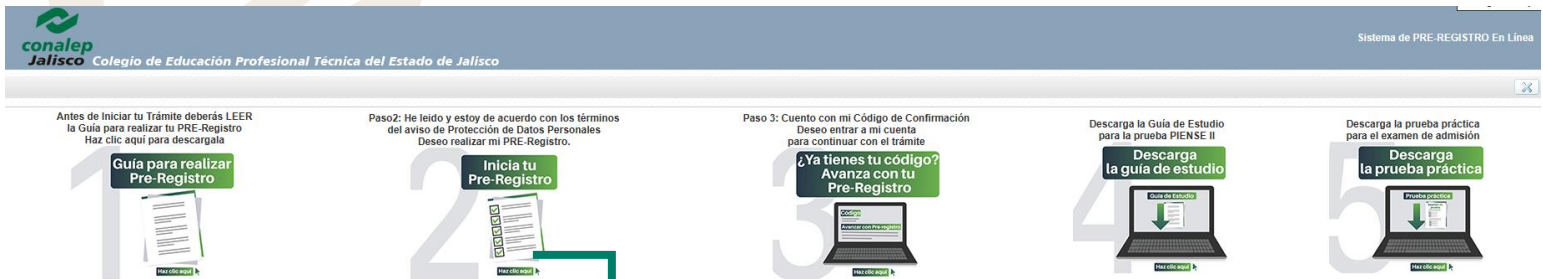 conalep
Jalisco
Colegio de Educación Profesional Técnica del Estado de Jalisco
Sistema de PRE-REGISTRO En Línea
Antes de Iniciar tu Trámite deberás LEER
la Guía para realizar tu PRE-Registro
Haz clic aquí para descargala
1
Guía para realizar
Pre-Registro
Haz clic aquí
Paso2: He leido y estoy de acuerdo con los términos
del aviso de Protección de Datos Personales
Deseo realizar mi PRE-Registro.
2
Inicia tu
Pre-Registro
Haz clic aquí
Paso 3: Cuento con mi Código de Confirmación
Deseo entrar a mi cuenta
para continuar con el trámite
3
¿Ya tienes tu código?
Avanza con tu
Pre-Registro
Código
Avanzar con Pre-registro
Haz clic aquí
Descarga la Guía de Estudio
para la prueba PIENSE II
4
Descarga
la guía de estudio
Guía de Estudio
Haz clic aquí
Descarga la prueba práctica
para el examen de admisión
5
Descarga
la prueba práctica
Prueba práctica
Haz clic aquí